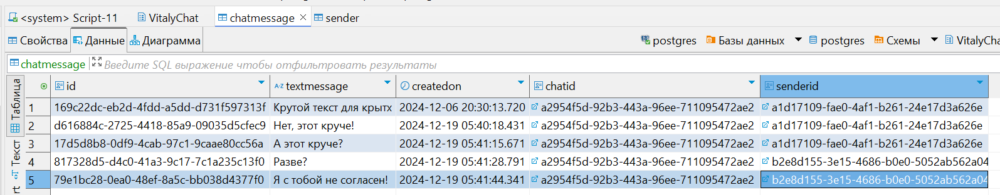 <system> Script-11 VitalyChat chatmessage sender
Свойства Данные Диаграмма postgres Базы данных postgres Схемы VitalyCha
chatmessage Введите SQL выражение чтобы отфильтровать результаты
Таблица
Текст
id textmessage createdon chatid senderid
1 169c22dc-eb2d-4fdd-a5dd-d731f597313f Крутой текст для крытх 2024-12-06 20:30:13.720 a2954f5d-92b3-443a-96ee-711095472ae2 a1d17109-fae0-4af1-b261-24e17d3a626e
2 d616884c-2725-4418-85a9-09035d5cfec9 Нет, этот круче! 2024-12-19 05:40:18.431 a2954f5d-92b3-443a-96ee-711095472ae2 a1d17109-fae0-4af1-b261-24e17d3a626e
3 17d5d8b8-0df9-4cab-97c1-9caae80cc56a А этот круче? 2024-12-19 05:41:15.671 a2954f5d-92b3-443a-96ee-711095472ae2 a1d17109-fae0-4af1-b261-24e17d3a626e
4 817328d5-d4c0-41a3-9c17-7c1a235c13f0 Разве? 2024-12-19 05:41:28.791 a2954f5d-92b3-443a-96ee-711095472ae2 b2e8d155-3e15-4686-b0e0-5052ab562a04
5 79e1bc28-0ea0-48ef-8a5c-bb038d4377f0 Я с тобой не согласен! 2024-12-19 05:41:44.341 a2954f5d-92b3-443a-96ee-711095472ae2 b2e8d155-3e15-4686-b0e0-5052ab562a04